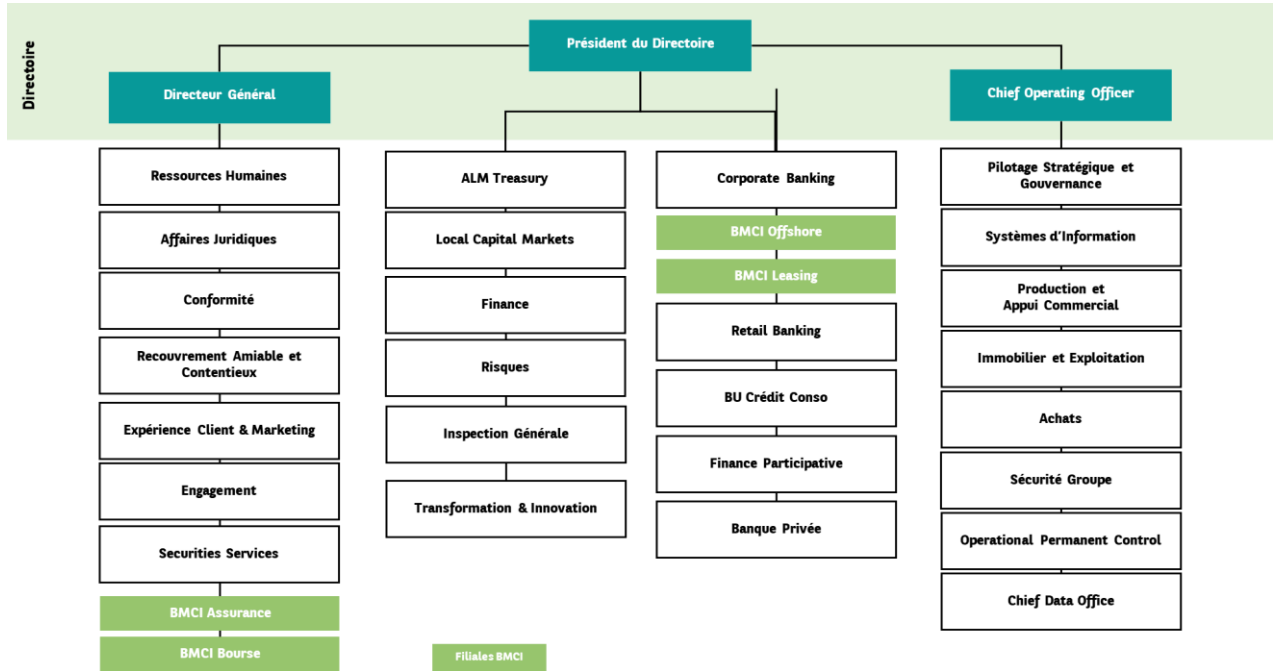 Directoire
Président du Directoire
Directeur Général
Chief Operating Officer
Ressources Humaines
Affaires Juridiques
Conformité
Recouvrement Amiable et
Contentieux
Expérience Client & Marketing
Engagement
Securities Services
BMCI Assurance
BMCI Bourse
ALM Treasury
Local Capital Markets
Finance
Risques
Inspection Générale
Transformation & Innovation
Corporate Banking
BMCI Offshore
BMCI Leasing
Retail Banking
BU Crédit Conso
Finance Participative
Banque Privée
Pilotage Stratégique et
Gouvernance
Systèmes d'Information
Production et
Appui Commercial
Immobilier et Exploitation
Achats
Sécurité Groupe
Operational Permanent Control
Chief Data Office
Filiales BMCI